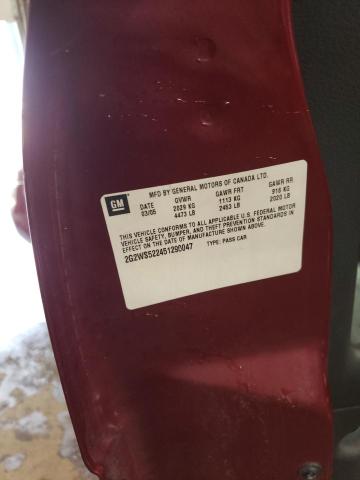 GM
MFD BY GENERAL MOTORS OF CANADA LTD.
DATE GVWR GAWR FRT GAWR RR
03/05 2029 KG 1113 KG 916 KG
4473 LB 2453 LB 2020 LB
THIS VEHICLE CONFORMS TO ALL APPLICABLE U.S. FEDERAL MOTOR
VEHICLE SAFETY, BUMPER, AND THEFT PREVENTION STANDARDS IN
EFFECT ON THE DATE OF MANUFACTURE SHOWN ABOVE.
2G2WS522451290047 TYPE: PASS CAR